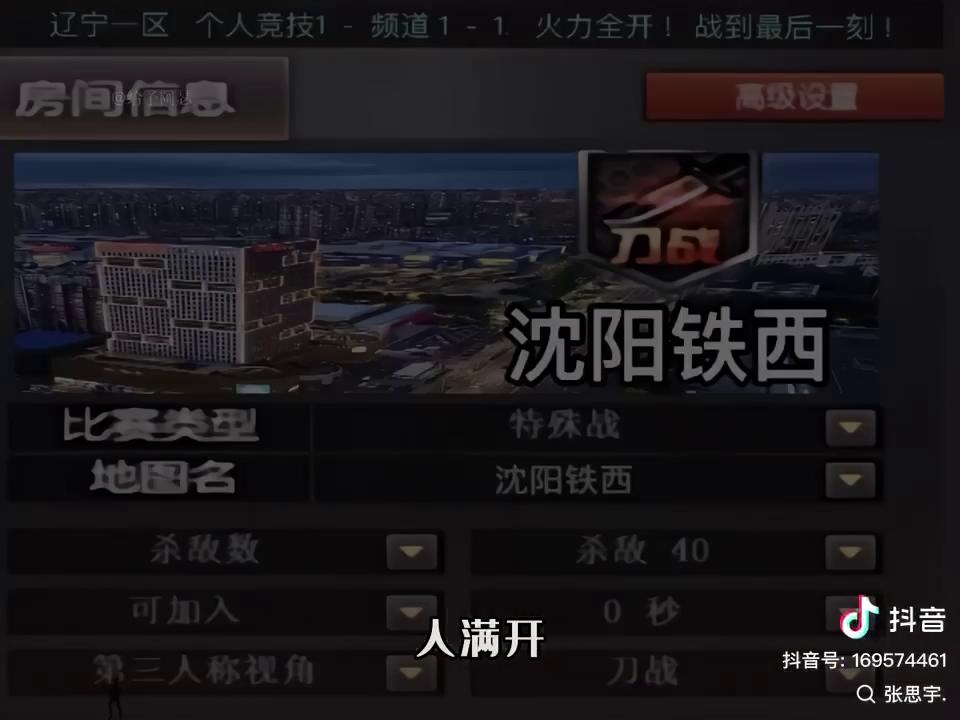 辽宁一区 个人竞技1 - 频道1 - 1. 火力全开！战到最后一刻！
房间信息
高级设置
刀战
沈阳铁西
比赛类型 特殊战
地图名 沈阳铁西
杀敌数 杀敌 40
可加入 0 秒
人满开
第三人称视角 刀战
抖音
抖音号: 169574461
张思宇.